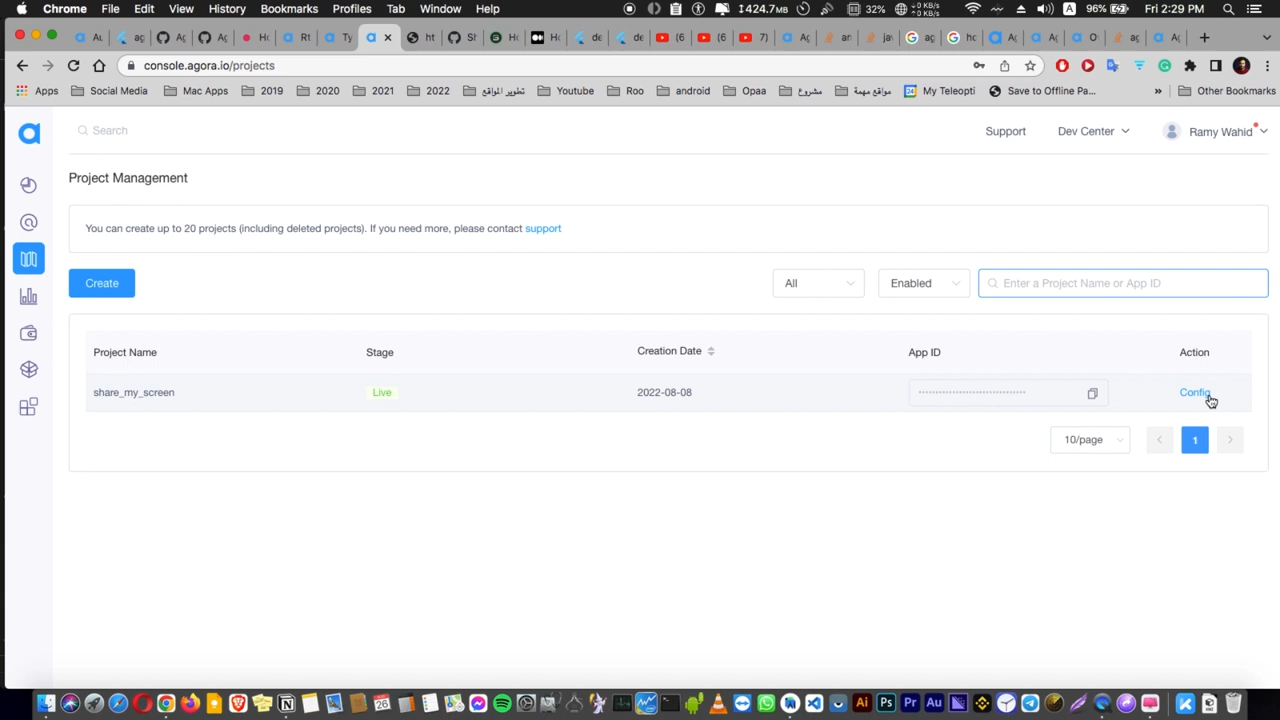 Chrome File Edit View History Bookmarks Profiles Tab Window Help 424.7MB 32% 0 KB/s 0 KB/s A 96% Fri 2:29 PM
console.agora.io/projects
Apps Social Media Mac Apps 2019 2020 2021 2022 تطوير المواقع Youtube Roo android Opaa مشروع مواقع مهمة My Teleopti Save to Offline Pa... » Other Bookmarks
Search
Support Dev Center Ramy Wahid
Project Management
You can create up to 20 projects (including deleted projects). If you need more, please contact support
Create All Enabled Enter a Project Name or App ID
Project Name Stage Creation Date App ID Action
share_my_screen Live 2022-08-08 Config
10/page < 1 >